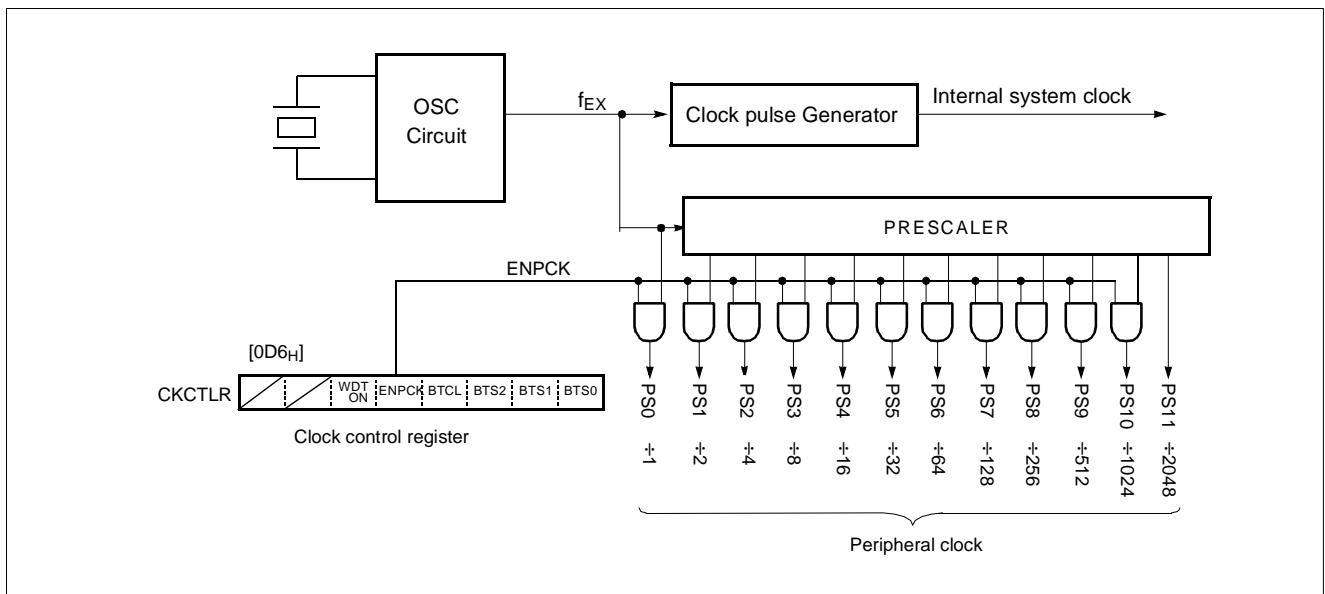 OSC
Circuit
fEX
Clock pulse Generator
Internal system clock
PRESCALER
ENPCK
[0D6H]
CKCTLR
WDT
ON
ENPCK
BTCL
BTS2
BTS1
BTS0
Clock control register
PS0 ÷1
PS1 ÷2
PS2 ÷4
PS3 ÷8
PS4 ÷16
PS5 ÷32
PS6 ÷64
PS7 ÷128
PS8 ÷256
PS9 ÷512
PS10 ÷1024
PS11 ÷2048
Peripheral clock